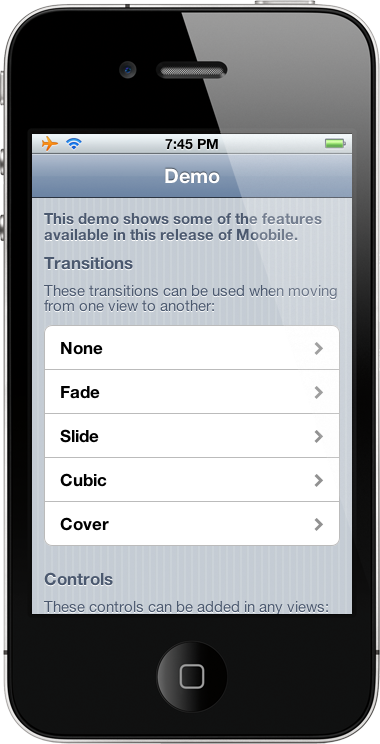 7:45 PM
Demo
This demo shows some of the features
available in this release of Moobile.
Transitions
These transitions can be used when moving
from one view to another:
None
Fade
Slide
Cubic
Cover
Controls
These controls can be added in any views: